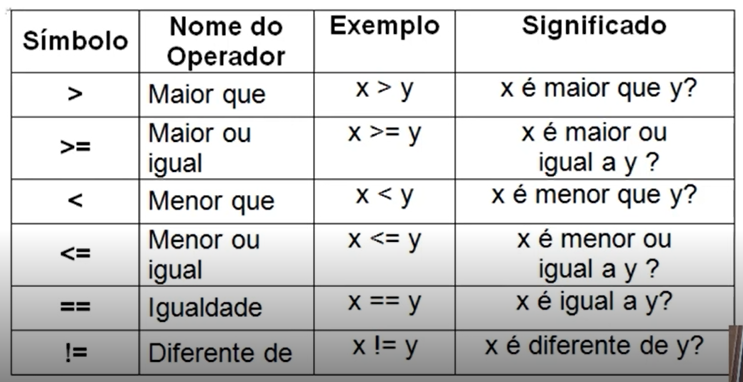 Símbolo Nome do Operador Exemplo Significado
> Maior que x > y x é maior que y?
>= Maior ou igual x >= y x é maior ou igual a y ?
< Menor que x < y x é menor que y?
<= Menor ou igual x <= y x é menor ou igual a y ?
== Igualdade x == y x é igual a y?
!= Diferente de x != y x é diferente de y?